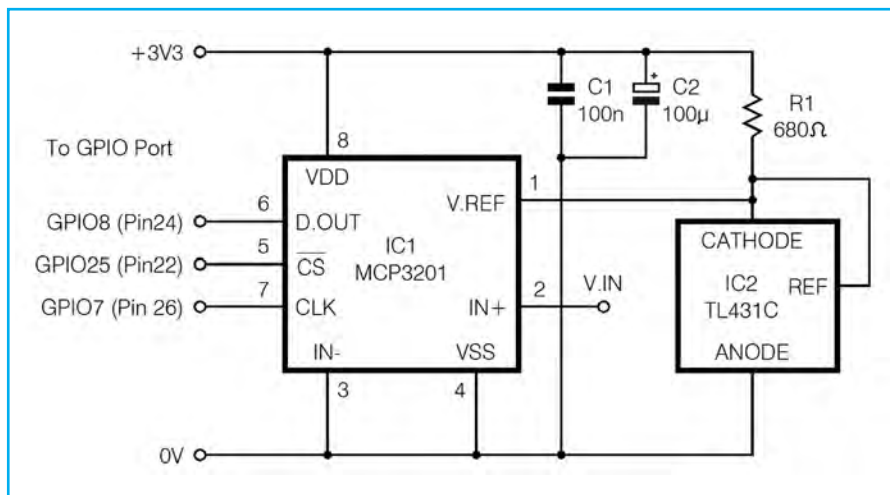 +3V3
C1
100n
+
C2
100µ
R1
680Ω
To GPIO Port
8
VDD
1
V.REF
6
D.OUT
GPIO8 (Pin24)
5
CS
GPIO25 (Pin22)
7
CLK
GPIO7 (Pin 26)
IC1
MCP3201
2
IN+
V.IN
IN-
VSS
3
4
CATHODE
IC2
TL431C
REF
ANODE
0V